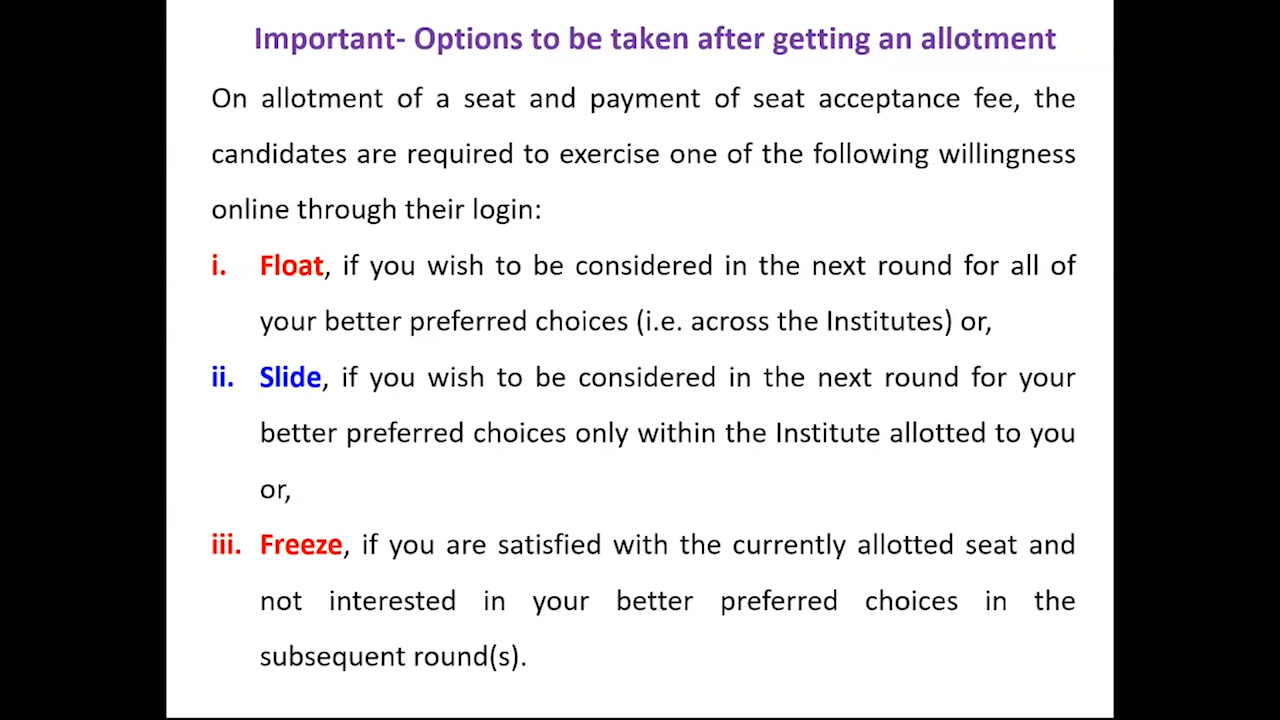 Important- Options to be taken after getting an allotment
On allotment of a seat and payment of seat acceptance fee, the
candidates are required to exercise one of the following willingness
online through their login:
i. Float, if you wish to be considered in the next round for all of
your better preferred choices (i.e. across the Institutes) or,
ii. Slide, if you wish to be considered in the next round for your
better preferred choices only within the Institute allotted to you
or,
iii. Freeze, if you are satisfied with the currently allotted seat and
not interested in your better preferred choices in the
subsequent round(s).